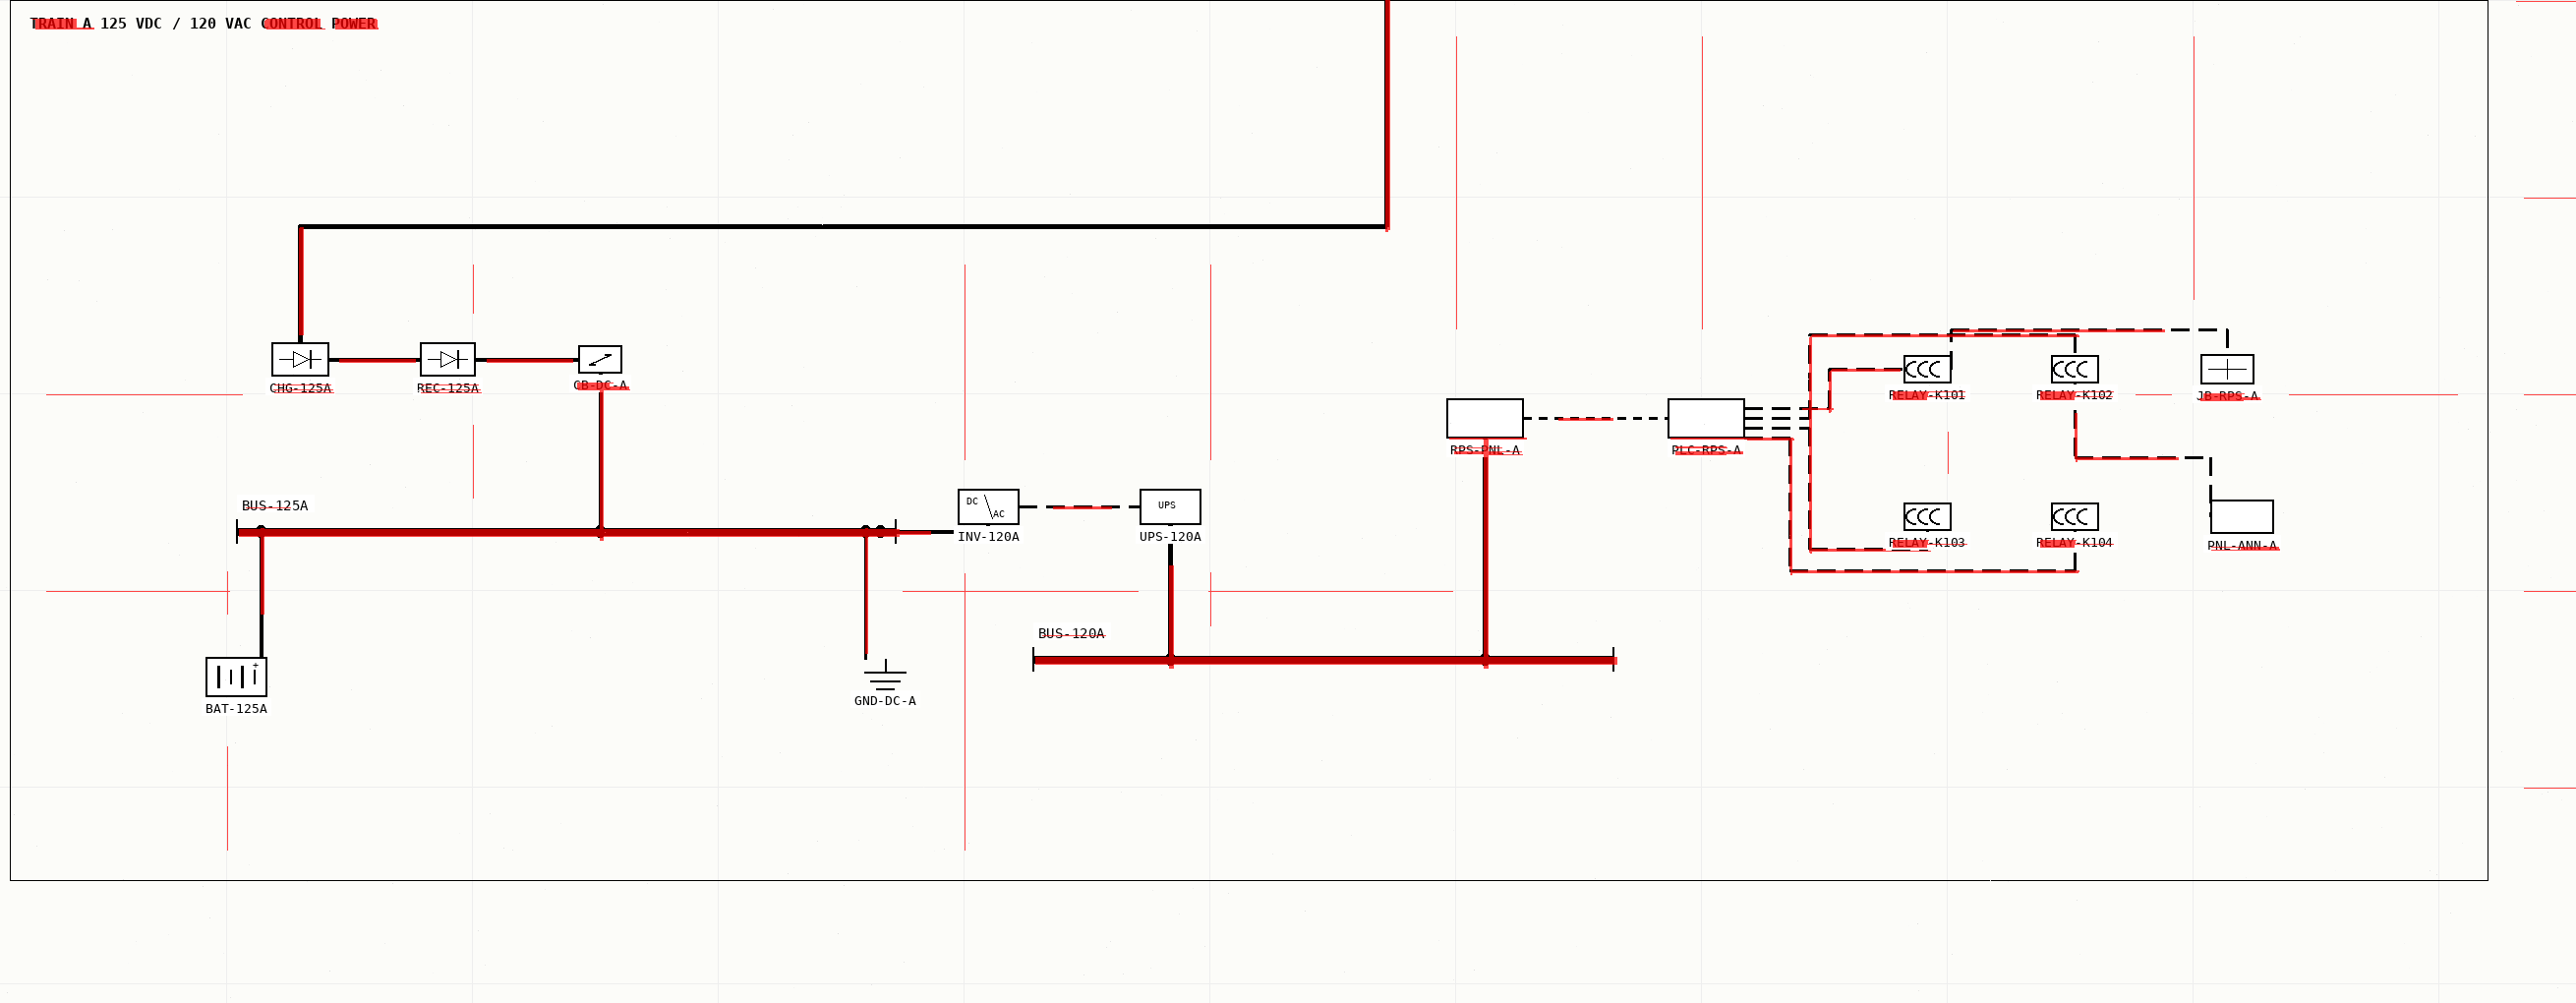 TRAIN A 125 VDC / 120 VAC CONTROL POWER
CHG-125A
REC-125A
CB-DC-A
RELAY-K101
RELAY-K102
JB-RPS-A
RPS-PNL-A
PLC-RPS-A
BUS-125A
DC
AC
INV-120A
UPS
UPS-120A
RELAY-K103
RELAY-K104
PNL-ANN-A
BUS-120A
+
BAT-125A
GND-DC-A